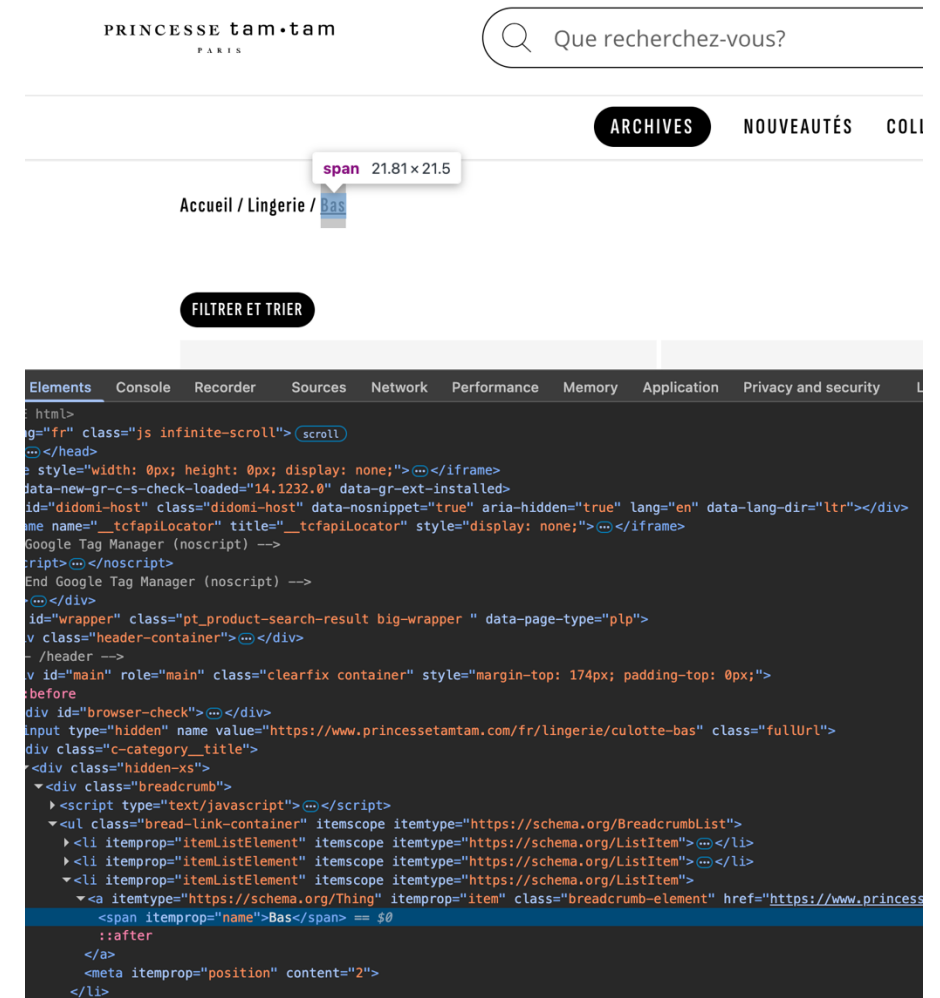 PRINCESSE tam•tam
PARIS
Que recherchez-vous?
ARCHIVES NOUVEAUTÉS COLL
span 21.81×21.5
Accueil / Lingerie / Bas
FILTRER ET TRIER
Elements Console Recorder Sources Network Performance Memory Application Privacy and security L
html>
ng="fr" class="js infinite-scroll"> scroll
</head>
e style="width: 0px; height: 0px; display: none;"></iframe>
data-new-gr-c-s-check-loaded="14.1232.0" data-gr-ext-installed>
id="didomi-host" class="didomi-host" data-nosnippet="true" aria-hidden="true" lang="en" data-lang-dir="ltr"></div>
me name="__tcfapiLocator" title="__tcfapiLocator" style="display: none;"></iframe>
Google Tag Manager (noscript) -->
cript></noscript>
End Google Tag Manager (noscript) -->
></div>
id="wrapper" class="pt_product-search-result big-wrapper " data-page-type="plp">
v class="header-container"></div>
- /header -->
v id="main" role="main" class="clearfix container" style="margin-top: 174px; padding-top: 0px;">
:before
div id="browser-check"></div>
input type="hidden" name value="https://www.princessetamtam.com/fr/lingerie/culotte-bas" class="fullUrl">
div class="c-category__title">
<div class="hidden-xs">
<div class="breadcrumb">
<script type="text/javascript"></script>
<ul class="bread-link-container" itemscope itemtype="https://schema.org/BreadcrumbList">
<li itemprop="itemListElement" itemscope itemtype="https://schema.org/ListItem"></li>
<li itemprop="itemListElement" itemscope itemtype="https://schema.org/ListItem"></li>
<li itemprop="itemListElement" itemscope itemtype="https://schema.org/ListItem">
<a itemtype="https://schema.org/Thing" itemprop="item" class="breadcrumb-element" href="https://www.princess
<span itemprop="name">Bas</span> == $0
::after
</a>
<meta itemprop="position" content="2">
</li>